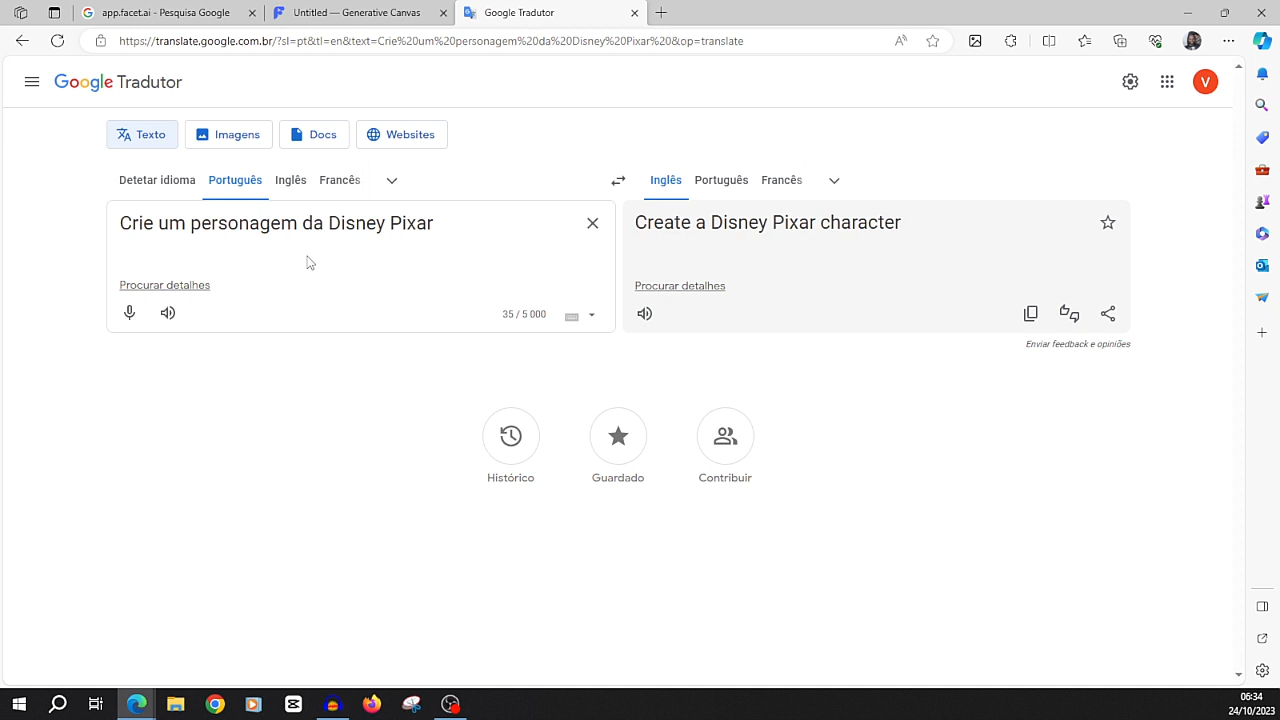 app.facet.ai - Pesquisa Google
Untitled — Generative Canvas
Google Tradutor
https://translate.google.com.br/?sl=pt&tl=en&text=Crie%20um%20personagem%20da%20Disney%20Pixar%20&op=translate
Google Tradutor
V
Texto
Imagens
Docs
Websites
Detetar idioma
Português
Inglês
Francês
Inglês
Português
Francês
Crie um personagem da Disney Pixar
Create a Disney Pixar character
Procurar detalhes
Procurar detalhes
35 / 5 000
Enviar feedback e opiniões
Histórico
Guardado
Contribuir
06:34
24/10/2023